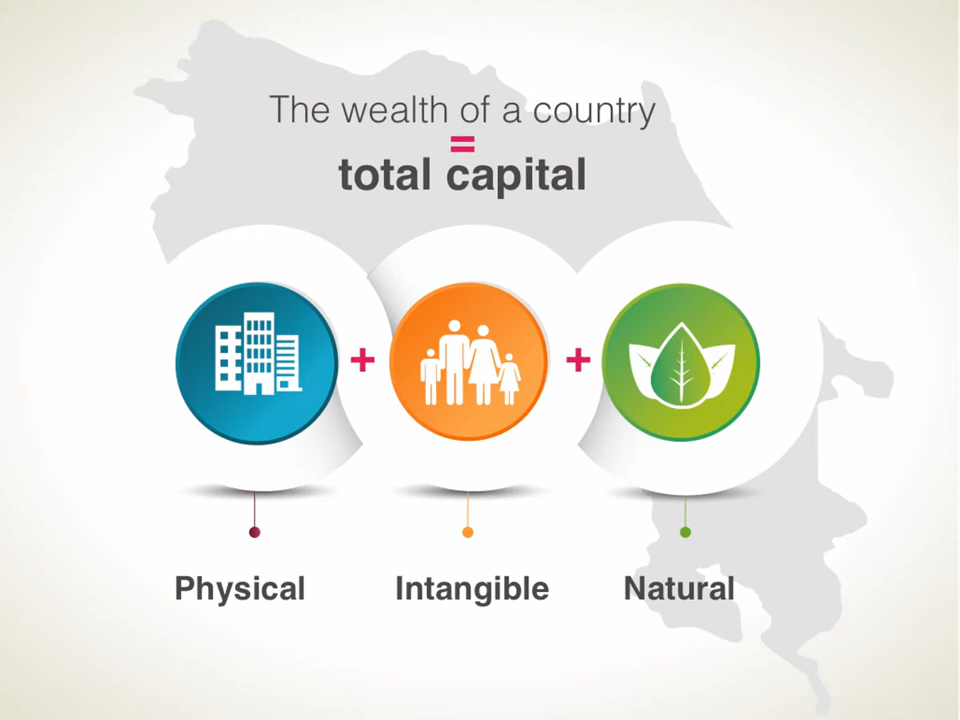 The wealth of a country
=
total capital
+ +
Physical Intangible Natural